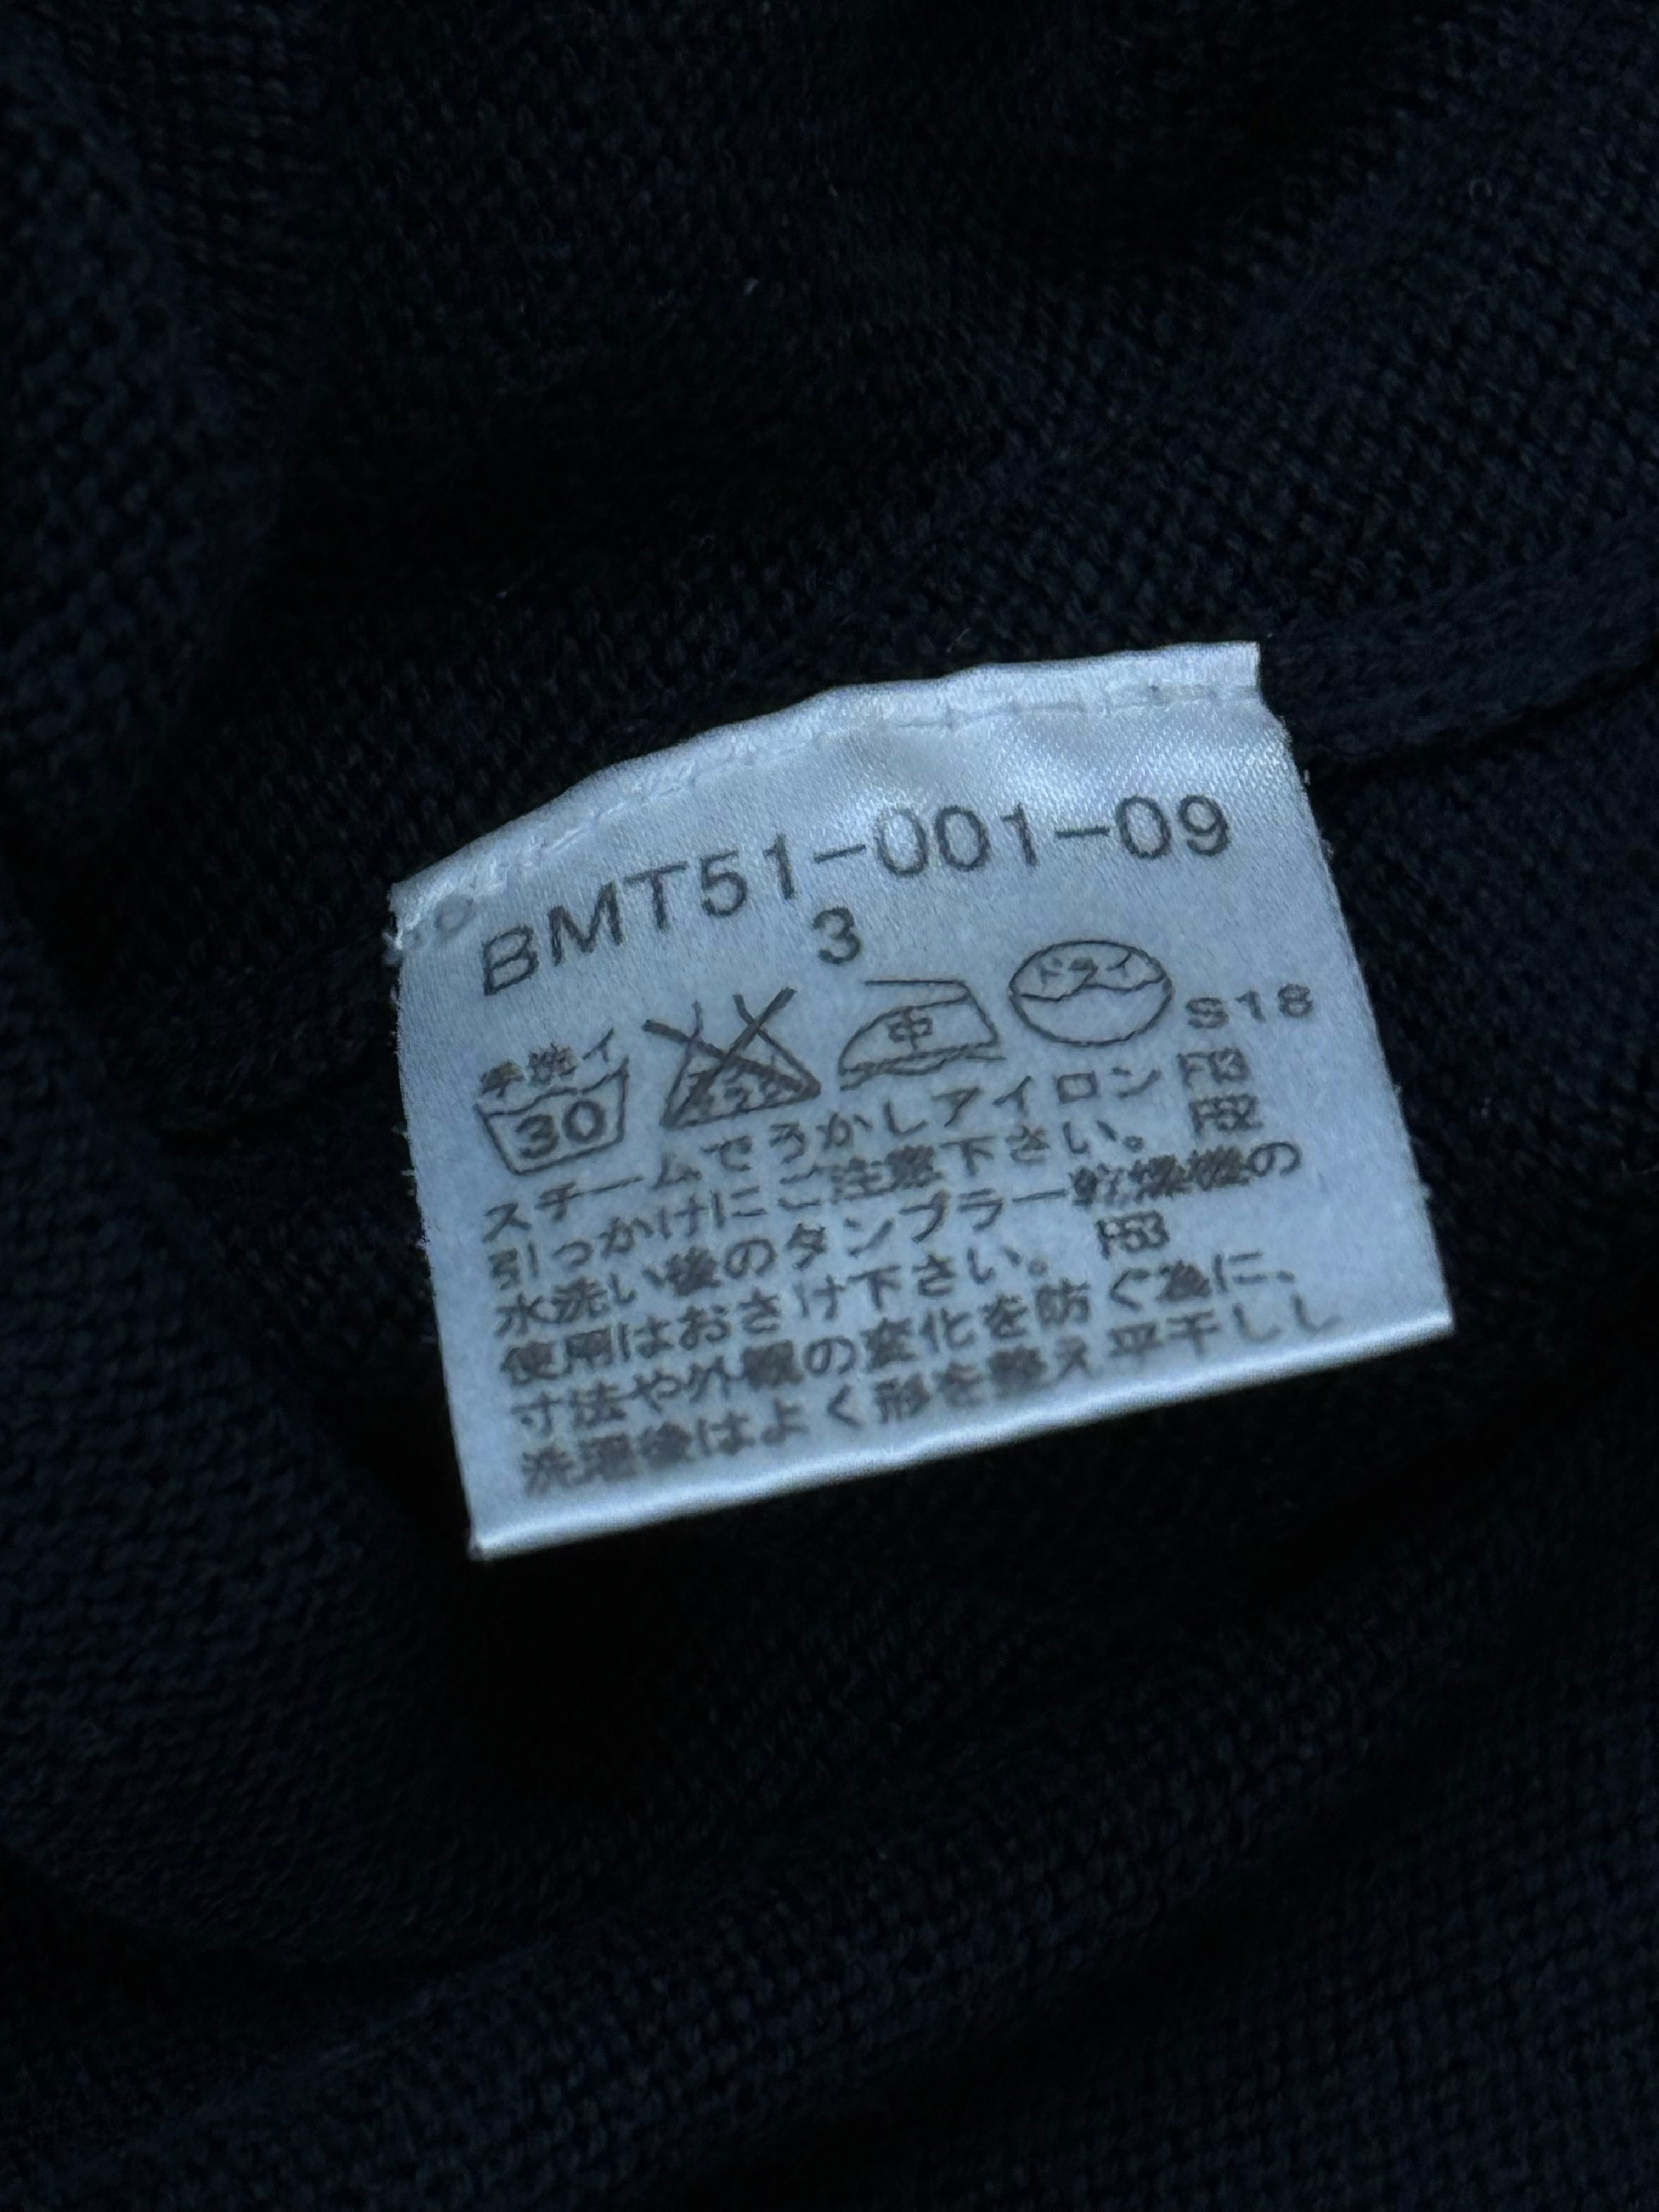 BMT51-001-09
3
手洗イ 30 エンソ 中 ドライ S18
スチームでうかしアイロン F13
引っかけにご注意下さい。 F52
水洗い後のタンブラー乾燥機の
使用はおさけ下さい。 F53
寸法や外観の変化を防ぐ為に、
洗濯後はよく形を整え平干しし